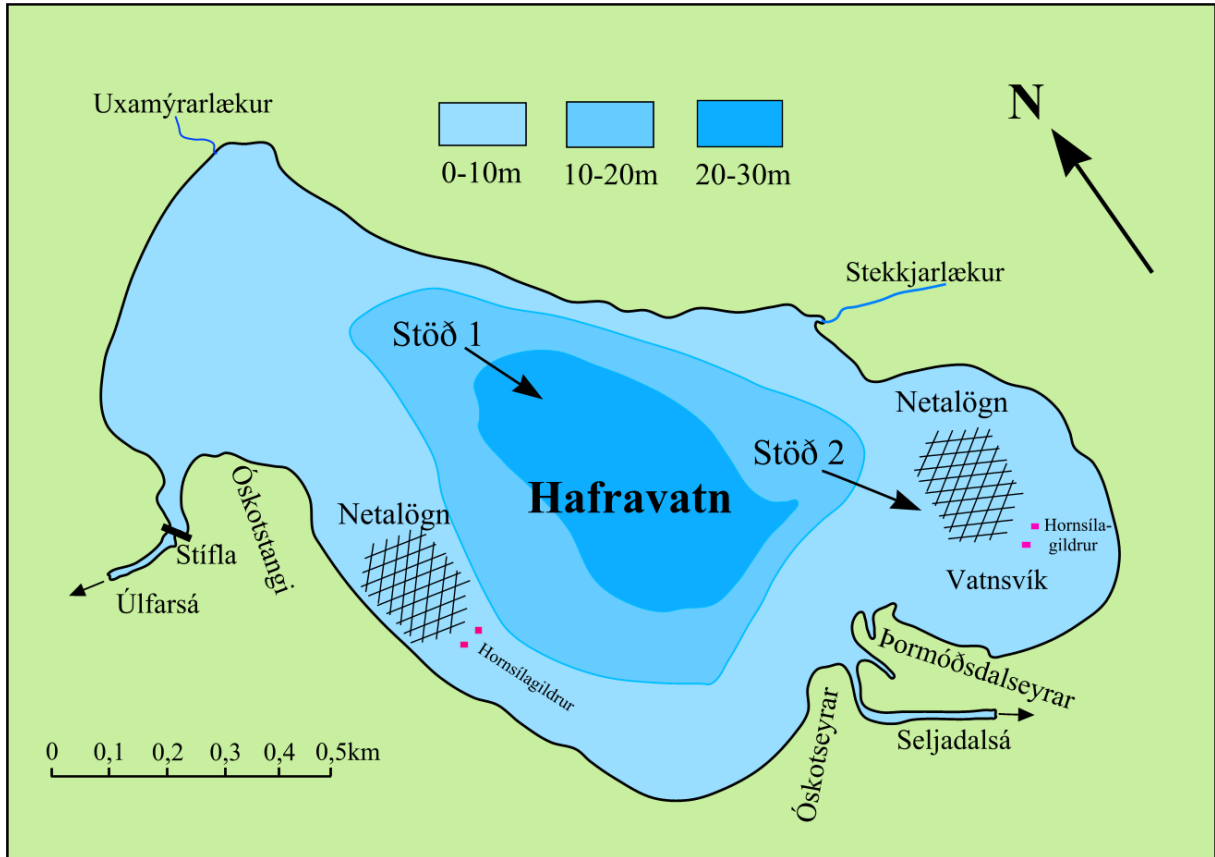 Uxamýrarlækur
N
0-10m
10-20m
20-30m
Stekkjarlækur
Stöð 1
Netalögn
Stöð 2
Hafravatn
Netalögn
Óskotstangi
Hornsíla-
gildrur
Stífla
Vatnsvík
Úlfarsá
Hornsílagildrur
Þormóðsdalseyrar
Óskotseyrar
Seljadalsá
0 0,1 0,2 0,3 0,4 0,5km